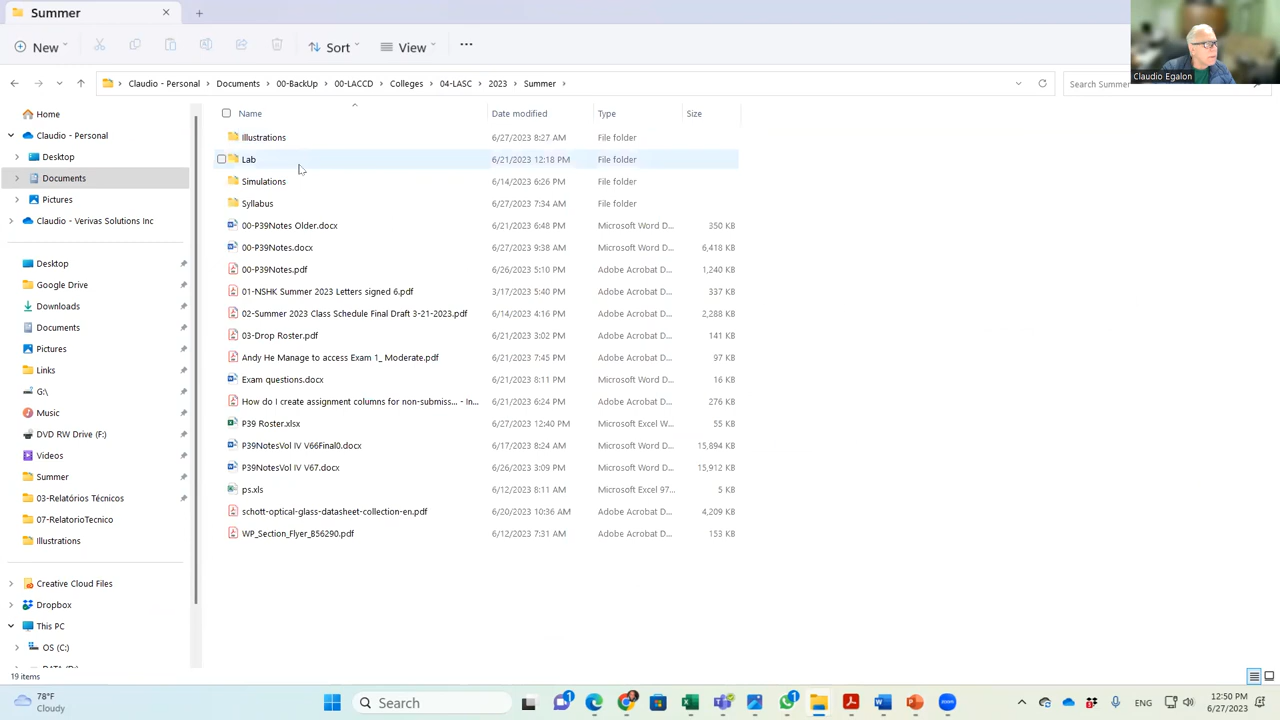 Summer
New
Sort
View
Claudio - Personal
Documents
00-BackUp
00-LACCD
Colleges
04-LASC
2023
Summer
Search Summer
Claudio Egalon
Home
Claudio - Personal
Desktop
Documents
Pictures
Claudio - Verivas Solutions Inc
Desktop
Google Drive
Downloads
Documents
Pictures
Links
G:\
Music
DVD RW Drive (F:)
Videos
Summer
03-Relatórios Técnicos
07-RelatorioTecnico
Illustrations
Creative Cloud Files
Dropbox
This PC
OS (C:)
Name Date modified Type Size
Illustrations 6/27/2023 8:27 AM File folder
Lab 6/21/2023 12:18 PM File folder
Simulations 6/14/2023 6:26 PM File folder
Syllabus 6/27/2023 7:34 AM File folder
00-P39Notes Older.docx 6/21/2023 6:48 PM Microsoft Word D... 350 KB
00-P39Notes.docx 6/27/2023 9:38 AM Microsoft Word D... 6,418 KB
00-P39Notes.pdf 6/26/2023 5:10 PM Adobe Acrobat D... 1,240 KB
01-NSHK Summer 2023 Letters signed 6.pdf 3/17/2023 5:40 PM Adobe Acrobat D... 337 KB
02-Summer 2023 Class Schedule Final Draft 3-21-2023.pdf 6/14/2023 4:16 PM Adobe Acrobat D... 2,288 KB
03-Drop Roster.pdf 6/21/2023 3:02 PM Adobe Acrobat D... 141 KB
Andy He Manage to access Exam 1_ Moderate.pdf 6/21/2023 7:45 PM Adobe Acrobat D... 97 KB
Exam questions.docx 6/21/2023 8:11 PM Microsoft Word D... 16 KB
How do I create assignment columns for non-submiss... - In... 6/21/2023 6:24 PM Adobe Acrobat D... 276 KB
P39 Roster.xlsx 6/27/2023 12:40 PM Microsoft Excel W... 55 KB
P39NotesVol IV V66Final0.docx 6/17/2023 8:24 AM Microsoft Word D... 15,894 KB
P39NotesVol IV V67.docx 6/26/2023 3:09 PM Microsoft Word D... 15,912 KB
ps.xls 6/12/2023 8:11 AM Microsoft Excel 97... 5 KB
schott-optical-glass-datasheet-collection-en.pdf 6/20/2023 10:36 AM Adobe Acrobat D... 4,209 KB
WP_Section_Flyer_B56290.pdf 6/12/2023 7:31 AM Adobe Acrobat D... 153 KB
19 items
78°F
Cloudy
Search
1
1
ENG
12:50 PM
6/27/2023